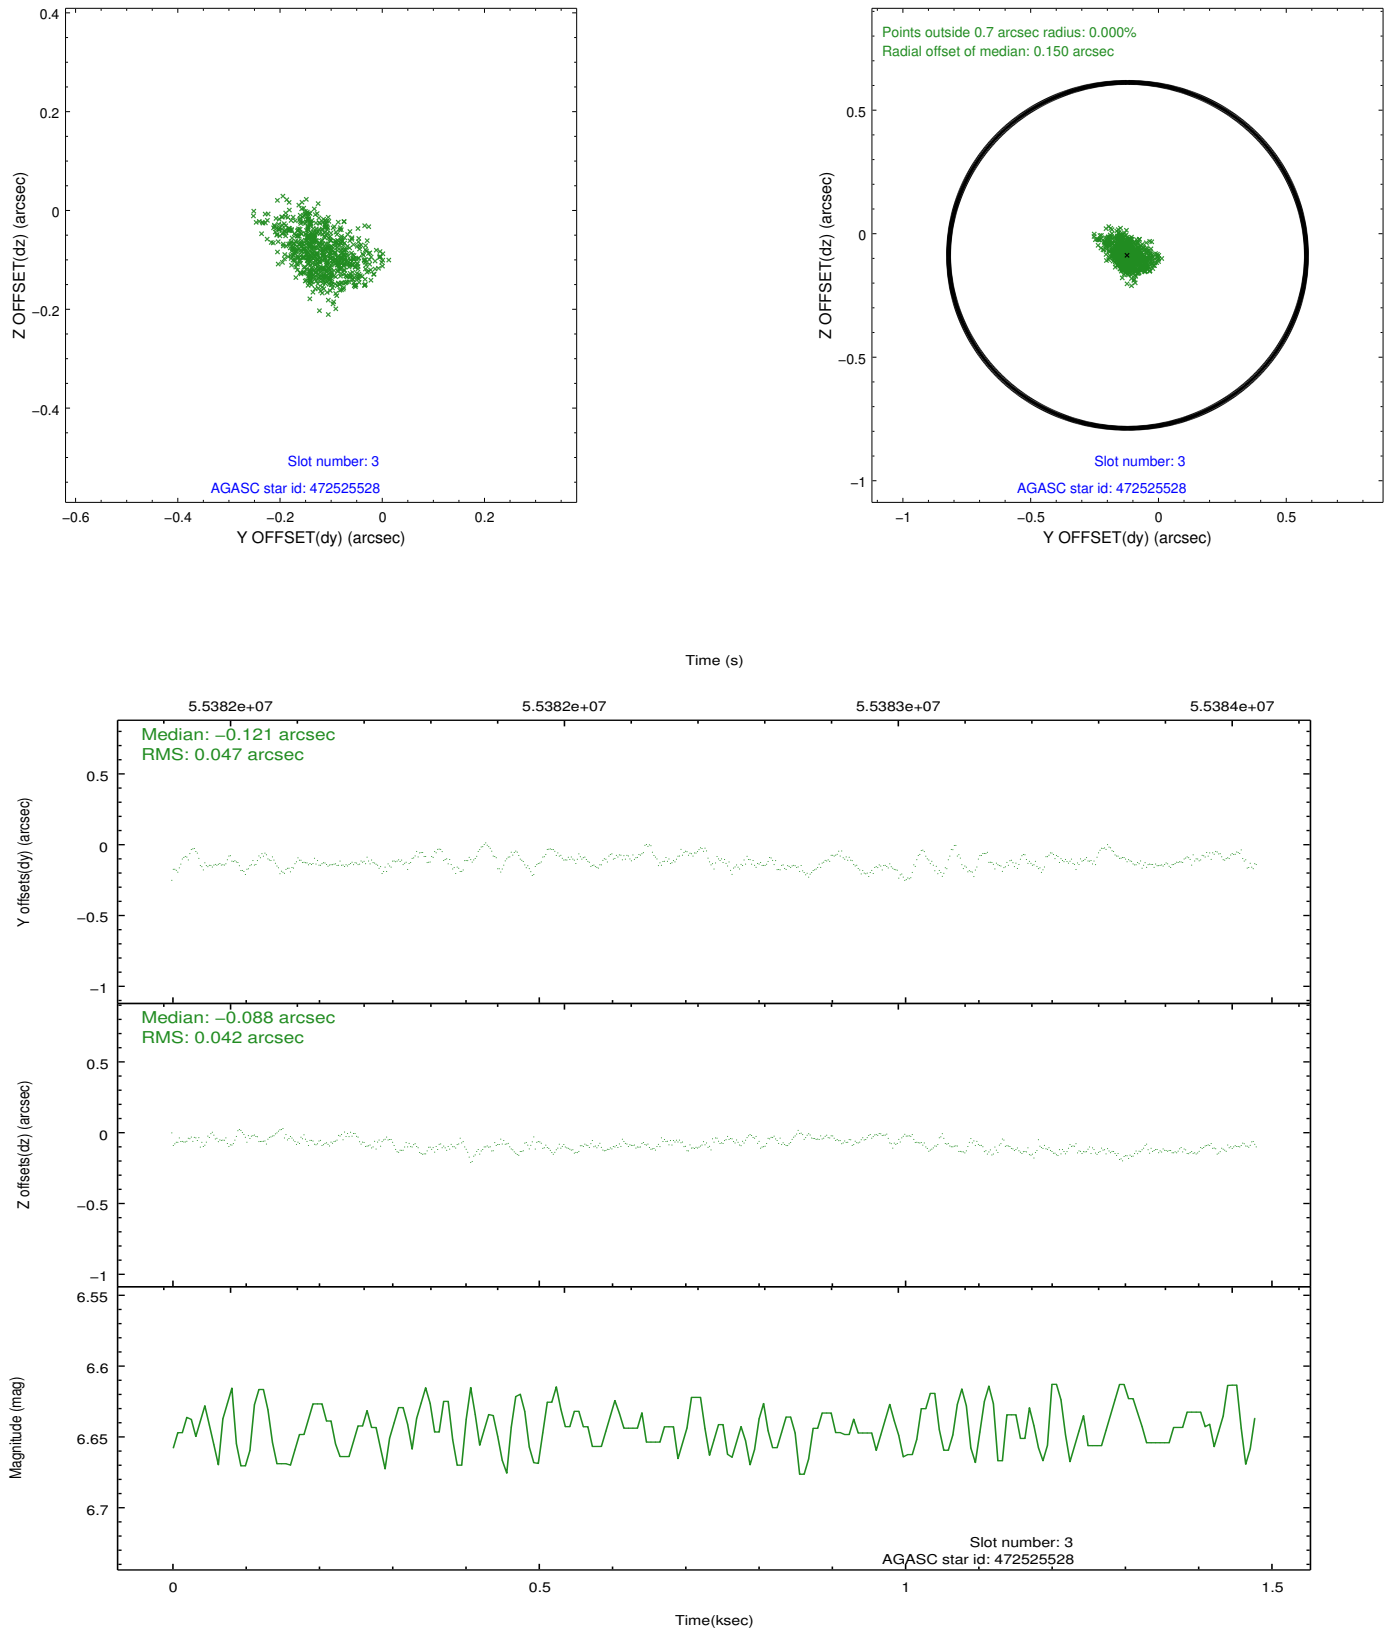 0.4
0.2
0
−0.2
−0.4
Z OFFSET(dz) (arcsec)
Slot number: 3
AGASC star id: 472525528
−0.6
−0.4
−0.2
0
0.2
Y OFFSET(dy) (arcsec)
Points outside 0.7 arcsec radius: 0.000%
Radial offset of median: 0.150 arcsec
0.5
0
−0.5
−1
Z OFFSET(dz) (arcsec)
Slot number: 3
AGASC star id: 472525528
−1
−0.5
0
0.5
Y OFFSET(dy) (arcsec)
Time (s)
5.5382e+07
5.5382e+07
5.5383e+07
5.5384e+07
Median: −0.121 arcsec
RMS: 0.047 arcsec
0.5
0
−0.5
−1
Y offsets(dy) (arcsec)
Median: −0.088 arcsec
RMS: 0.042 arcsec
0.5
0
−0.5
−1
Z offsets(dz) (arcsec)
6.55
6.6
6.65
6.7
Magnitude (mag)
Slot number: 3
AGASC star id: 472525528
0
0.5
1
1.5
Time(ksec)